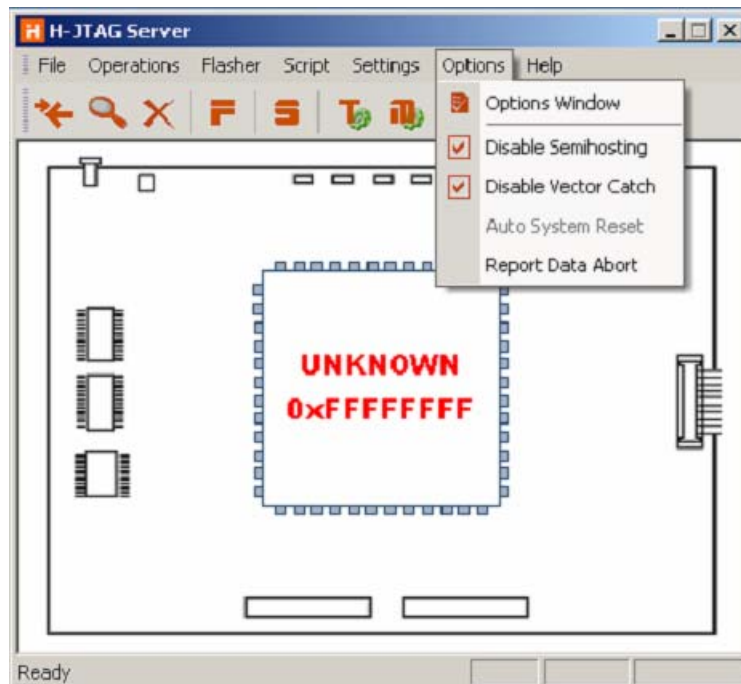 H-JTAG Server
File Operations Flasher Script Settings Options Help
Options Window
Disable Semihosting
Disable Vector Catch
Auto System Reset
Report Data Abort
UNKNOWN
0xFFFFFFFF
Ready